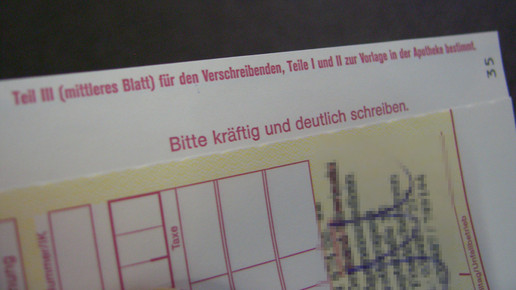 Teil III (mittleres Blatt) für den Verschreibenden, Teile I und II zur Vorlage in der Apotheke bestimmt.
35
Bitte kräftig und deutlich schreiben.
Taxe